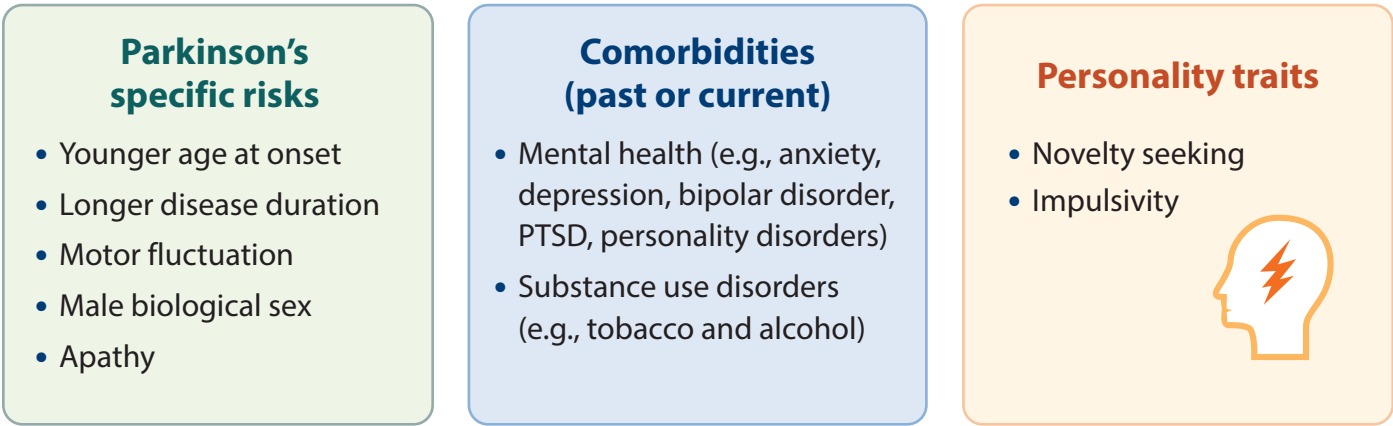 Parkinson’s
specific risks
• Younger age at onset
• Longer disease duration
• Motor fluctuation
• Male biological sex
• Apathy
Comorbidities
(past or current)
• Mental health (e.g., anxiety,
depression, bipolar disorder,
PTSD, personality disorders)
• Substance use disorders
(e.g., tobacco and alcohol)
Personality traits
• Novelty seeking
• Impulsivity